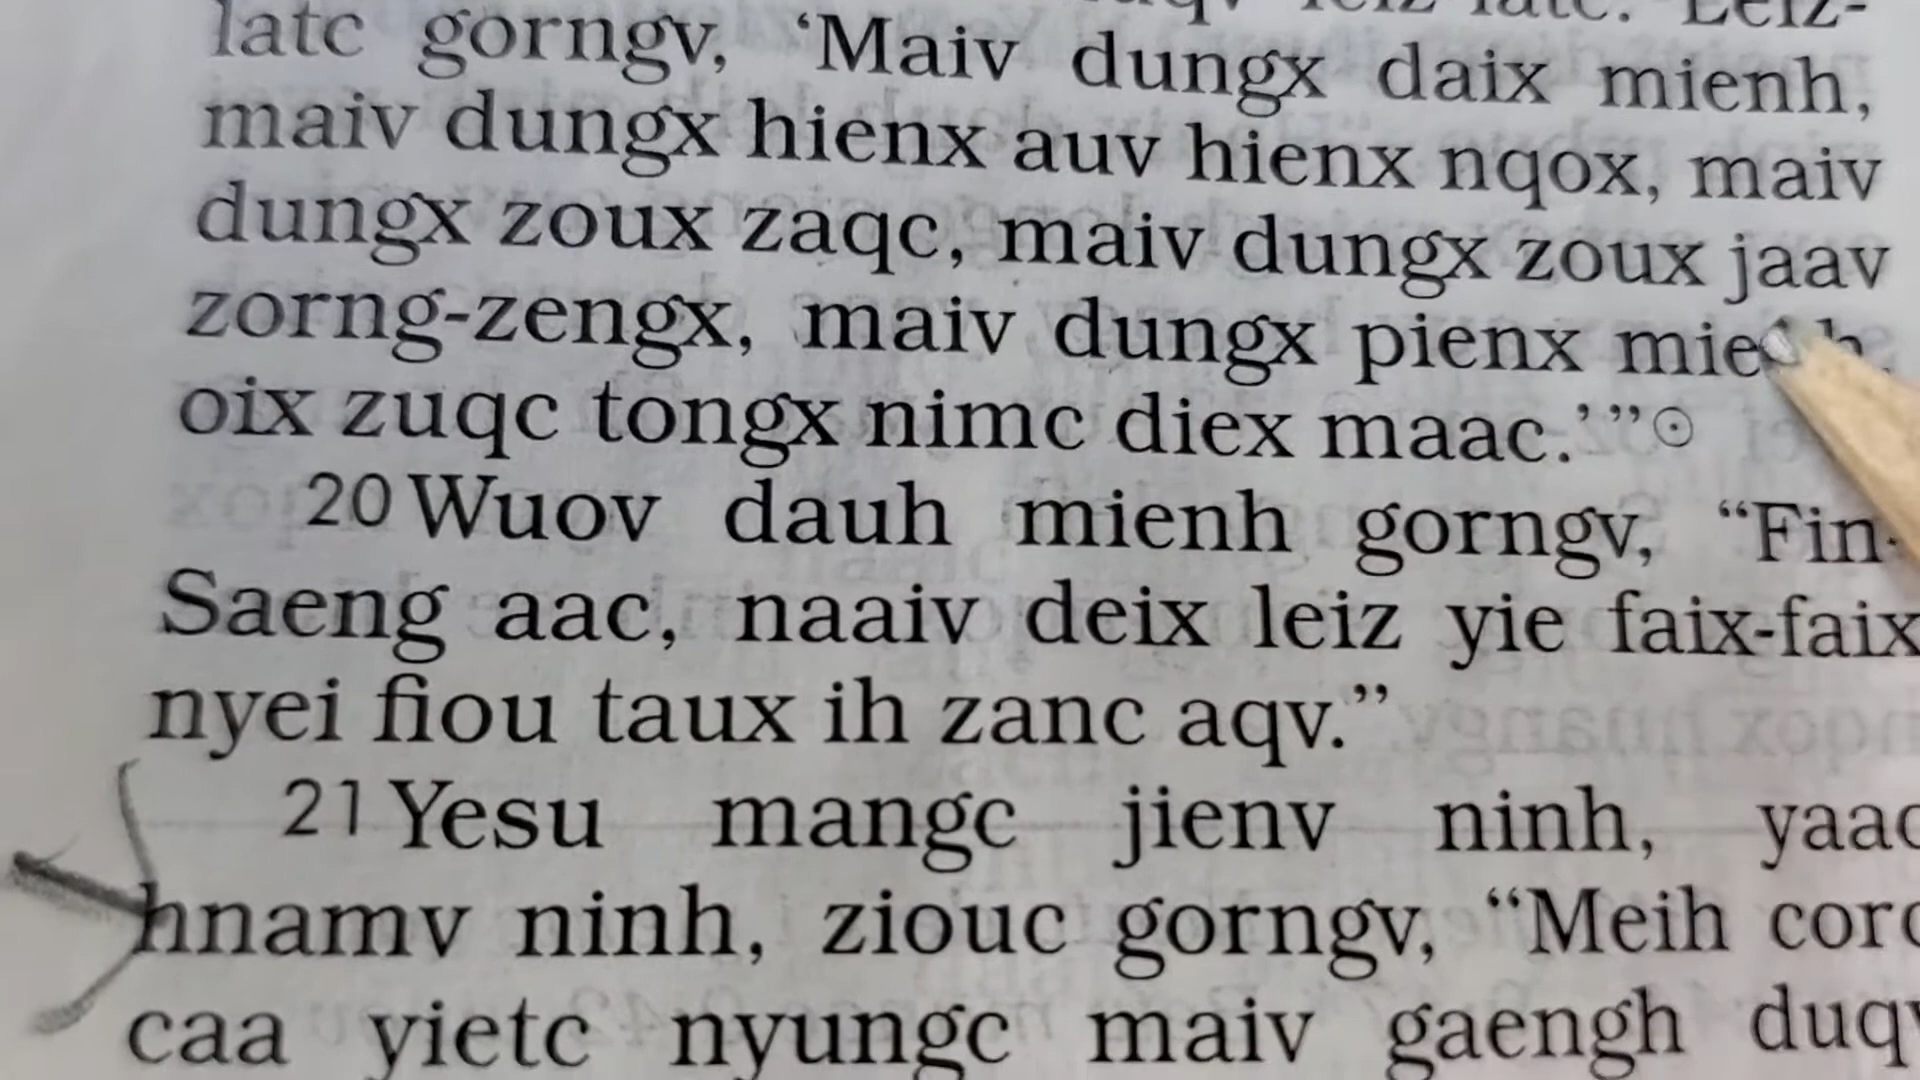 latc gorngv, ‘Maiv dungx daix mienh,
maiv dungx hienx auv hienx nqox, maiv
dungx zoux zaqc, maiv dungx zoux jaav
zorng-zengx, maiv dungx pienx
oix zuqc tongx nimc diex maac.’”
20 Wuov dauh mienh gorngv, “Fin-
Saeng aac, naaiv deix leiz yie faix-faix
nyei fiou taux ih zanc aqv.”
21 Yesu mangc jienv ninh,
hnamv ninh, ziouc gorngv, “Meih
caa yietc nyungc maiv gaengh